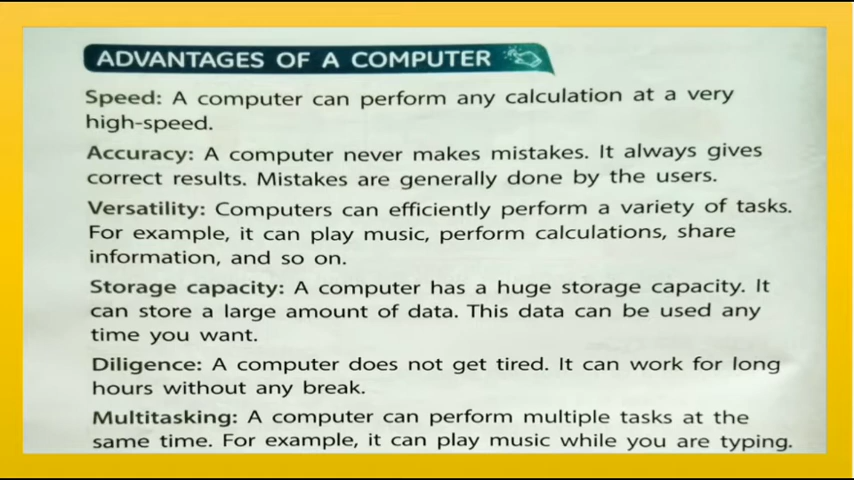 ADVANTAGES OF A COMPUTER
Speed: A computer can perform any calculation at a very
high-speed.
Accuracy: A computer never makes mistakes. It always gives
correct results. Mistakes are generally done by the users.
Versatility: Computers can efficiently perform a variety of tasks.
For example, it can play music, perform calculations, share
information, and so on.
Storage capacity: A computer has a huge storage capacity. It
can store a large amount of data. This data can be used any
time you want.
Diligence: A computer does not get tired. It can work for long
hours without any break.
Multitasking: A computer can perform multiple tasks at the
same time. For example, it can play music while you are typing.